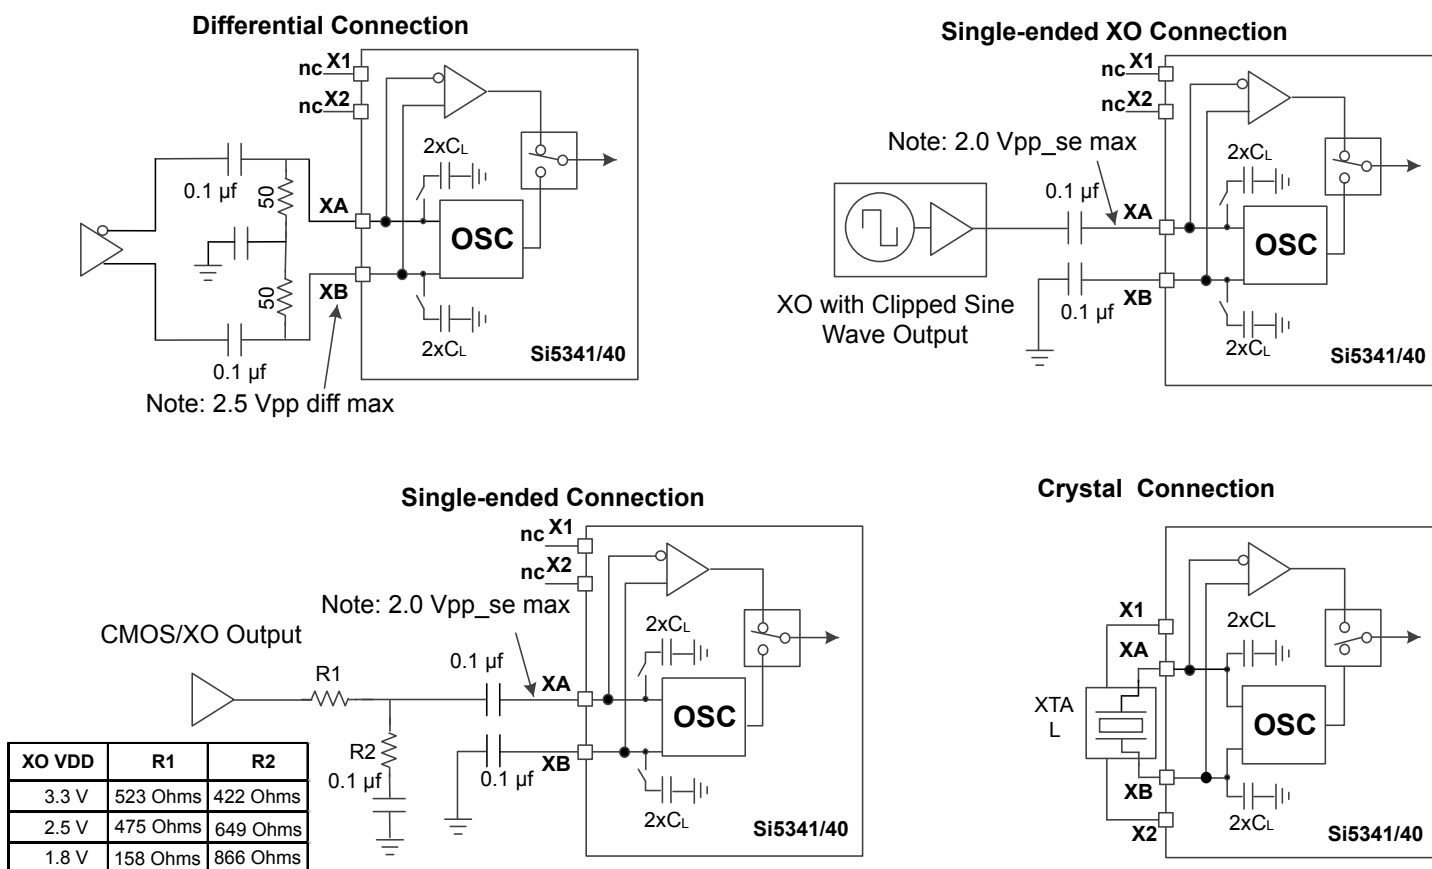 Differential Connection
nc X1
nc X2
2xCL
0.1 µf
50
XA
OSC
50
XB
2xCL
0.1 µf
Si5341/40
Note: 2.5 Vpp diff max
Single-ended XO Connection
nc X1
nc X2
Note: 2.0 Vpp_se max
2xCL
0.1 µf
XA
OSC
XB
0.1 µf
XO with Clipped Sine
Wave Output
2xCL
Si5341/40
Single-ended Connection
nc X1
nc X2
Note: 2.0 Vpp_se max
CMOS/XO Output
2xCL
0.1 µf
R1
XA
OSC
R2
XB
0.1 µf
0.1 µf
2xCL
Si5341/40
XO VDD R1 R2
3.3 V 523 Ohms 422 Ohms
2.5 V 475 Ohms 649 Ohms
1.8 V 158 Ohms 866 Ohms
Crystal Connection
X1
2xCL
XA
XTA
L
OSC
XB
2xCL
X2
Si5341/40